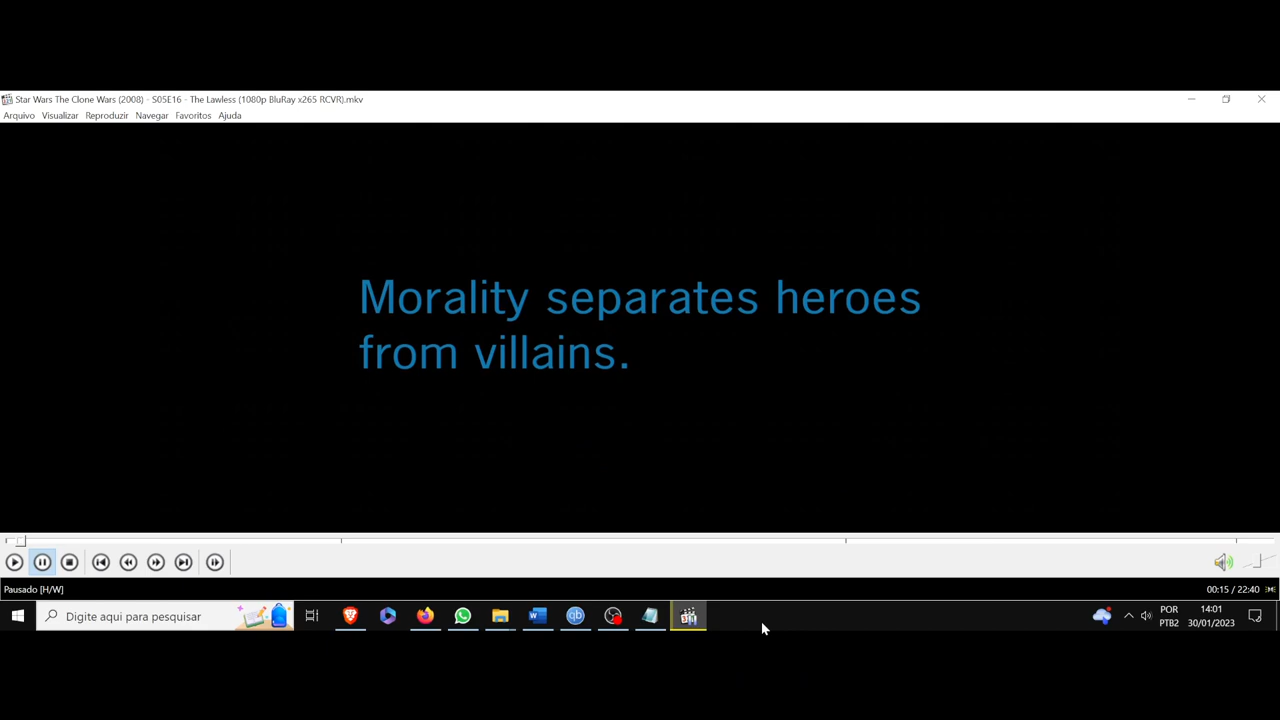 Star Wars The Clone Wars (2008) - S05E16 - The Lawless (1080p BluRay x265 RCVR).mkv
Arquivo Visualizar Reproduzir Navegar Favoritos Ajuda
Morality separates heroes
from villains.
Pausado [H/W] 00:15 / 22:40
Digite aqui para pesquisar
W
qb
POR 14:01
PTB2 30/01/2023